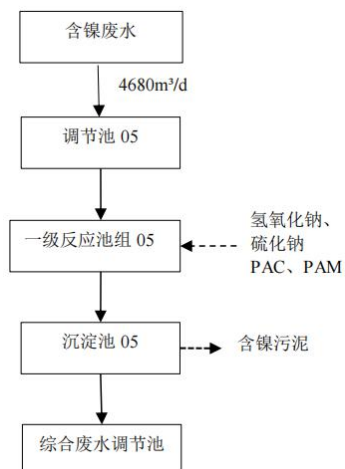 含镍废水
4680m³/d
调节池 05
一级反应池组 05
氢氧化钠、
硫化钠
PAC、PAM
沉淀池 05
含镍污泥
综合废水调节池